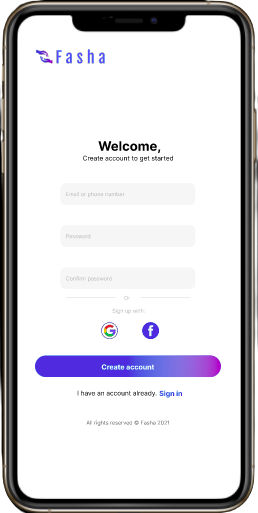 Fasha
Welcome,
Create account to get started
Email or phone number
Password
Confirm password
Or
Sign up with:
Create account
I have an account already. Sign in
All rights reserved © Fasha 2021